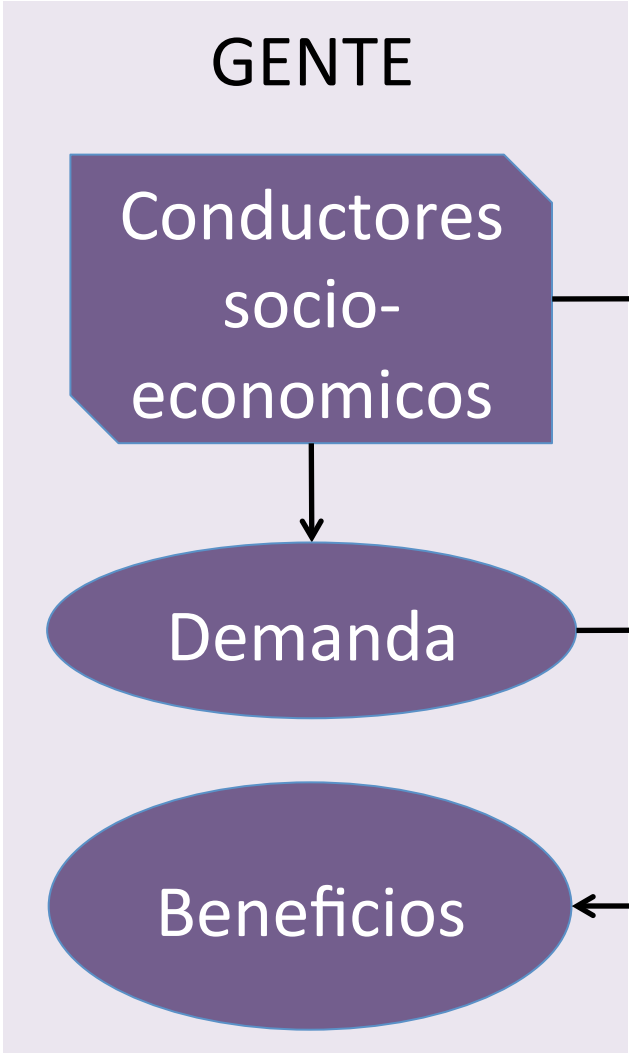 GENTE
Conductores
socio-
economicos
Demanda
Beneficios